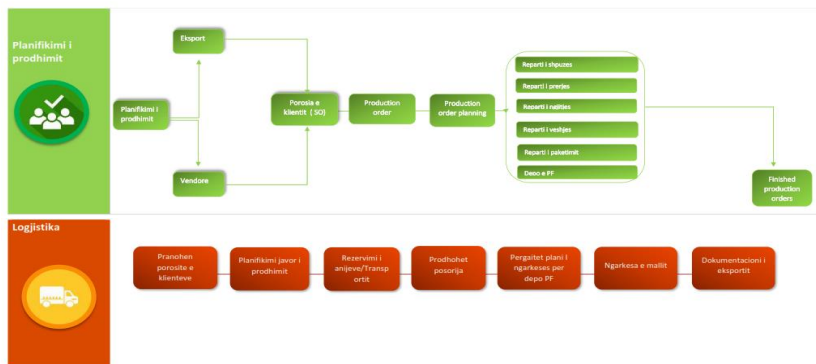 Planifikimi i
prodhimit
Eksport
Planifikimi i
prodhimit
Vendore
Porosia e
klientit ( SO)
Production
order
Production
order planning
Reparti i shpuzes
Reparti i prerjes
Reparti i ngjitjes
Reparti i veshjes
Reparti i paketimit
Depo e PF
Finished
production
orders
Logjistika
Pranohen
porosite e
klienteve
Planifikimi javor i
prodhimit
Rezervimi i
anijeve/Transp
ortit
Prodhohet
posorija
Pergaitet plani I
ngarkeses per
depo PF
Ngarkesa e mallit
Dokumentacioni i
eksportit